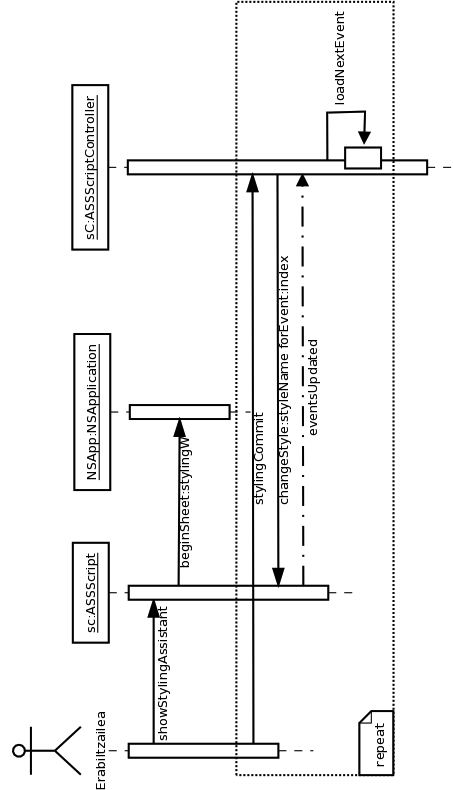 Erabiltzailea
sc:ASSScript
NSApp:NSApplication
sC:ASSScriptController
showStylingAssistant
beginSheet:stylingW
stylingCommit
changeStyle:styleName forEvent:index
eventsUpdated
loadNextEvent
repeat